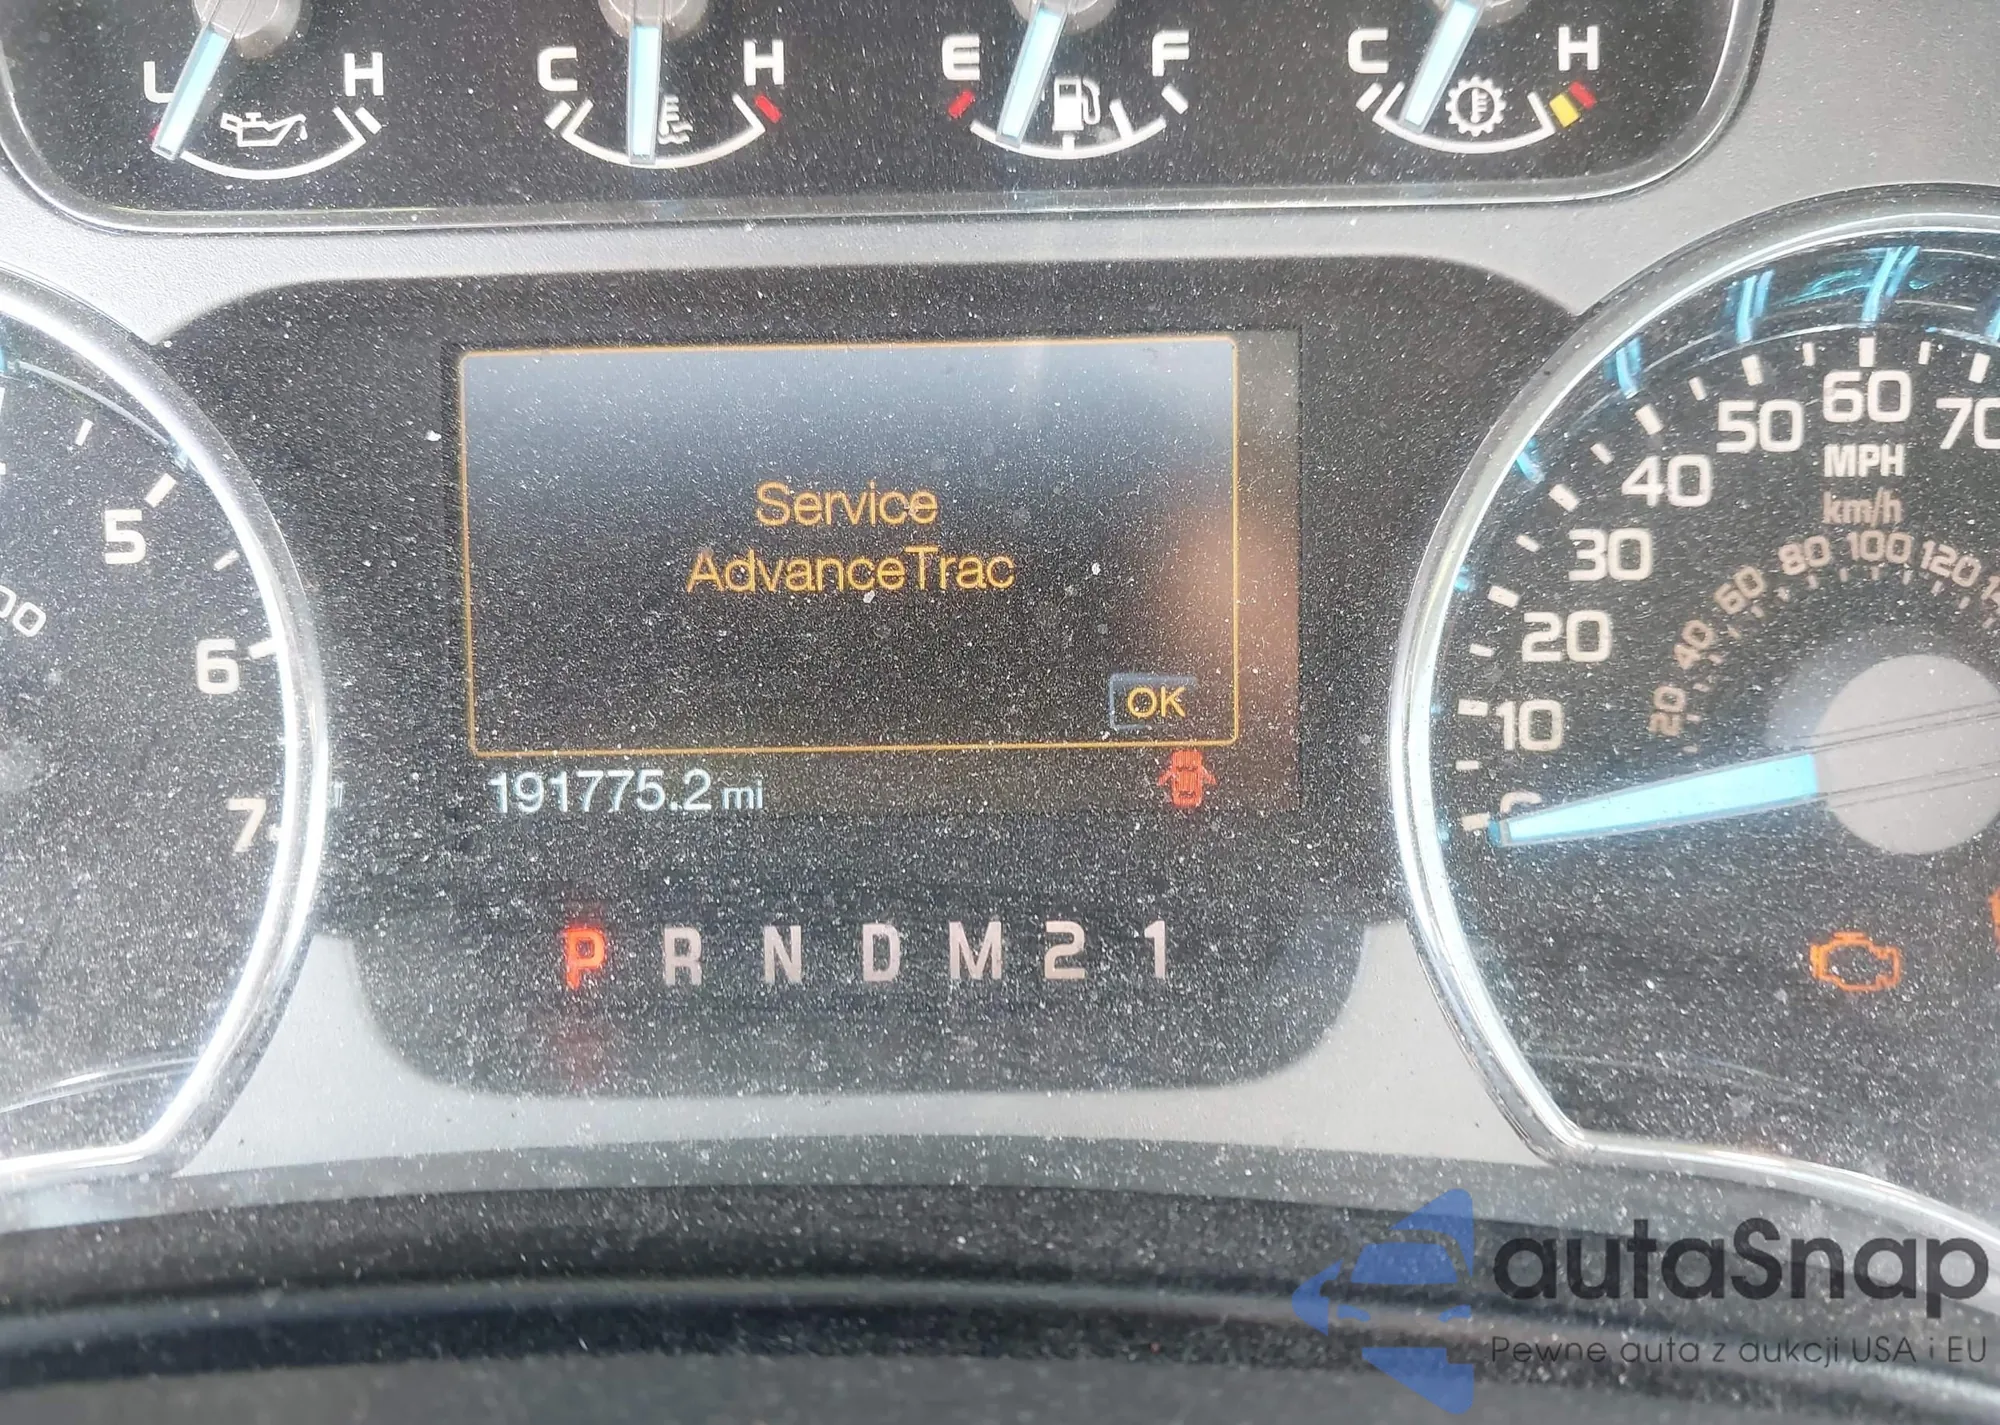 L H C H E F C H
Service
AdvanceTrac
OK
191775.2 mi
P R N D M 2 1
5
6
7
10
20
30
40
50
60
70
MPH
km/h
20
40
60
80
100
120
autaSnap
Pewne auta z aukcji USA i EU